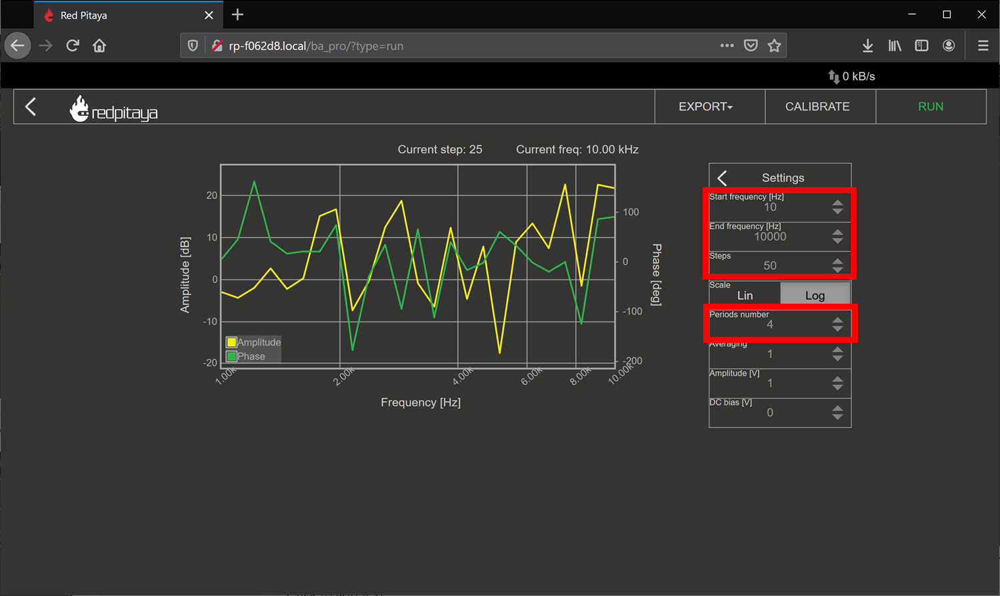 Red Pitaya
rp-f062d8.local/ba_pro/?type=run
0 kB/s
redpitaya
EXPORT
CALIBRATE
RUN
Current step: 25 Current freq: 10.00 kHz
Amplitude [dB]
20
10
0
-10
-20
100
0
-100
-200
Phase [deg]
Amplitude
Phase
1.00k 2.00k 4.00k 6.00k 8.00k 10.00k
Frequency [Hz]
Settings
Start frequency [Hz]
10
End frequency [Hz]
10000
Steps
50
Scale
Lin Log
Periods number
4
Averaging
1
Amplitude [V]
1
DC bias [V]
0